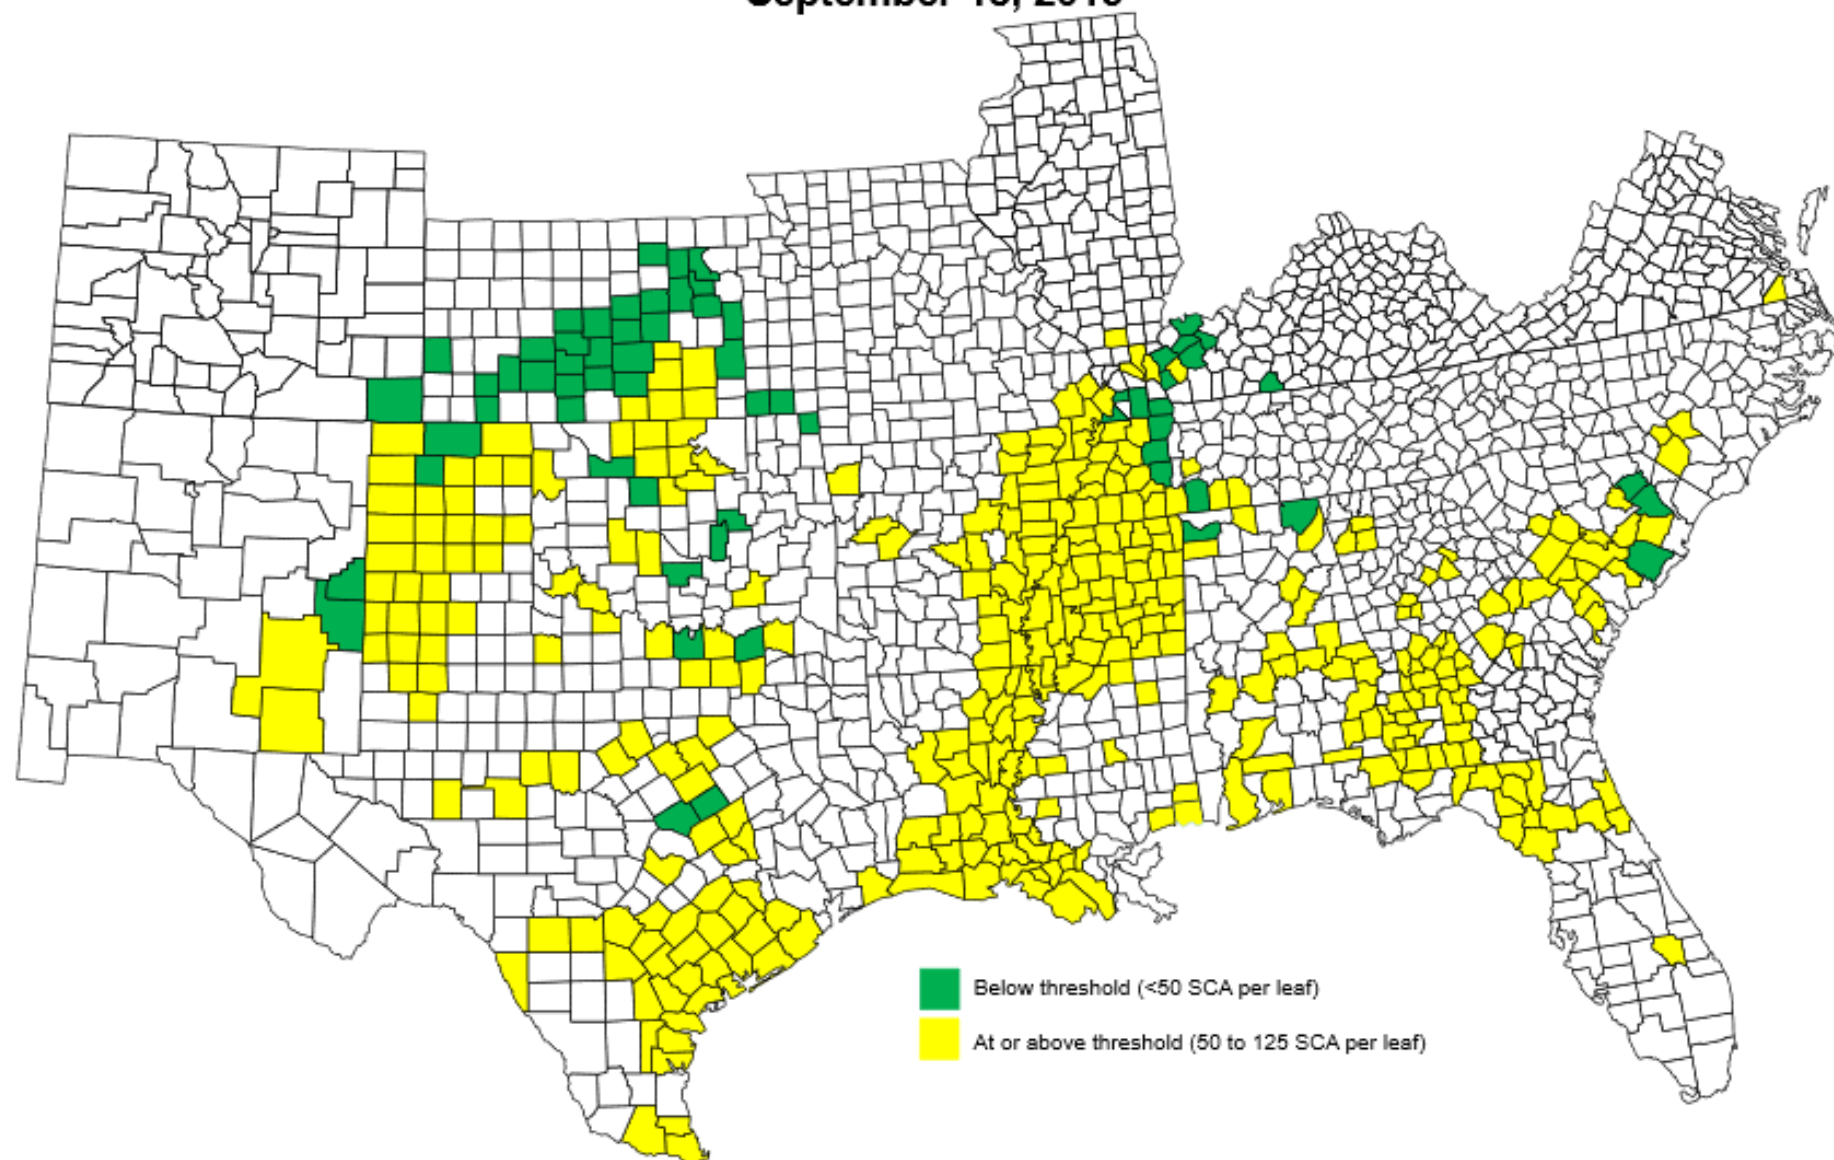 Below threshold (<50 SCA per leaf)
At or above threshold (50 to 125 SCA per leaf)